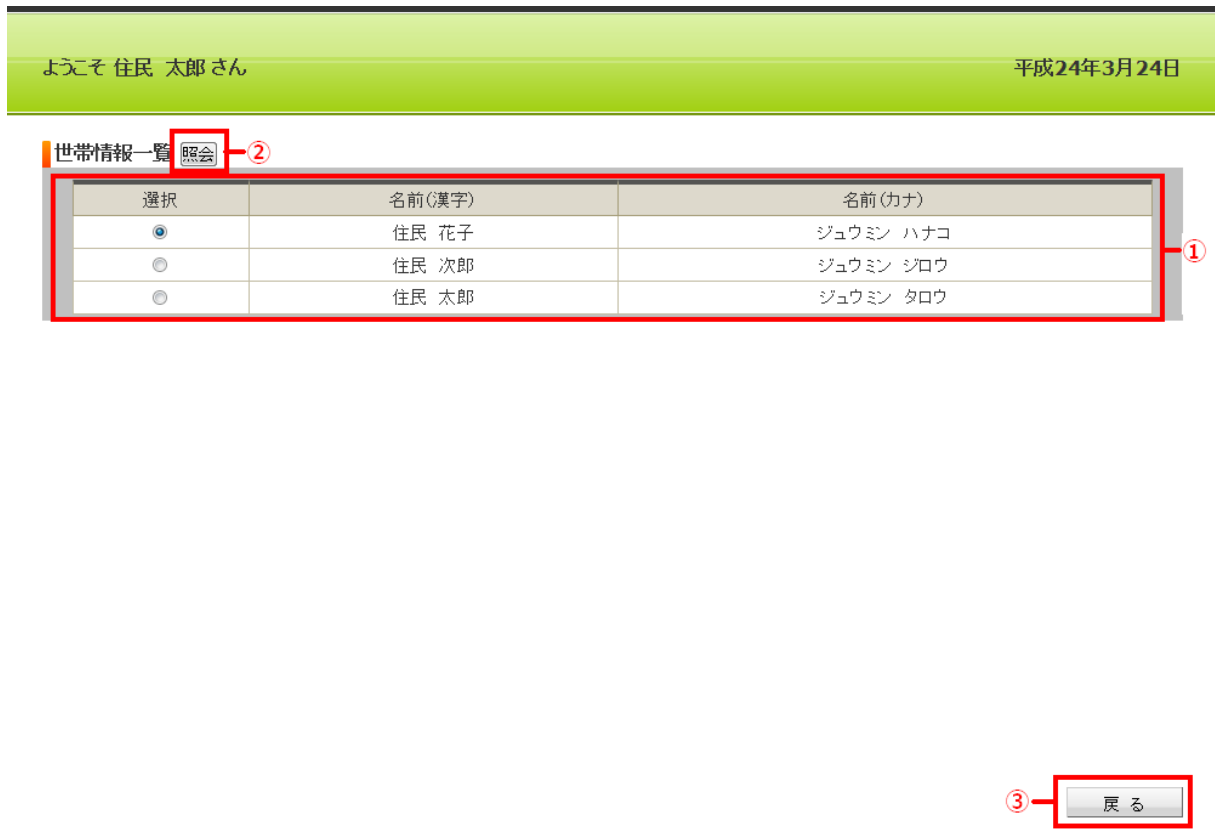 ようこそ 住民 太郎 さん 平成24年3月24日
世帯情報一覧 照会 ②
選択 名前(漢字) 名前(カナ)
住民 花子 ジュウミン ハナコ
①
住民 次郎 ジュウミン ジロウ
住民 太郎 ジュウミン タロウ
③ 戻る